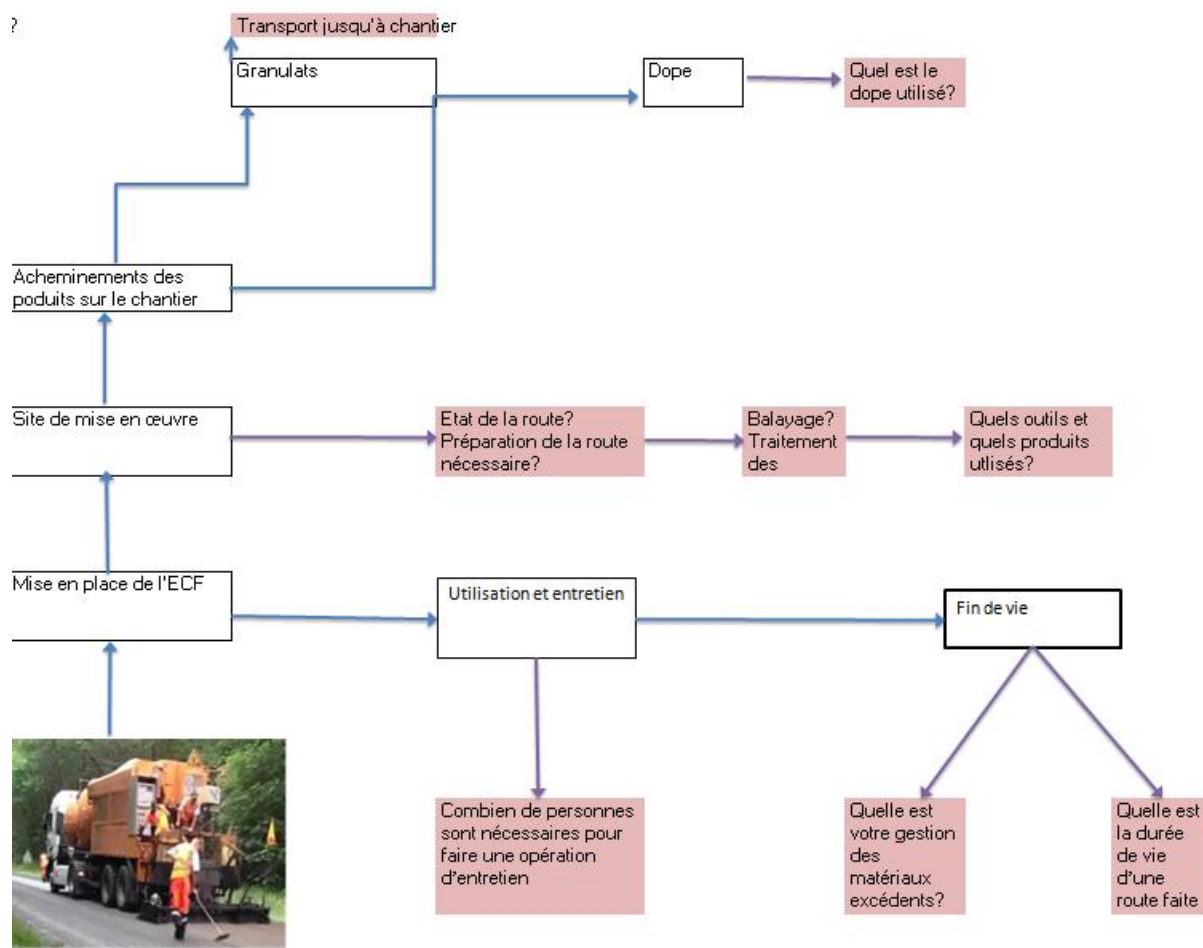 ?
Transport jusqu'à chantier
Granulats
Dope
Quel est le
dope utilisé?
Acheminements des
poduits sur le chantier
Site de mise en œuvre
Etat de la route?
Préparation de la route
nécessaire?
Balayage?
Traitement
des
Quels outils et
quels produits
utlisés?
Mise en place de l'ECF
Utilisation et entretien
Fin de vie
Combien de personnes
sont nécessaires pour
faire une opération
d'entretien
Quelle est
votre gestion
des
matériaux
excédents?
Quelle est
la durée
de vie
d'une
route faite